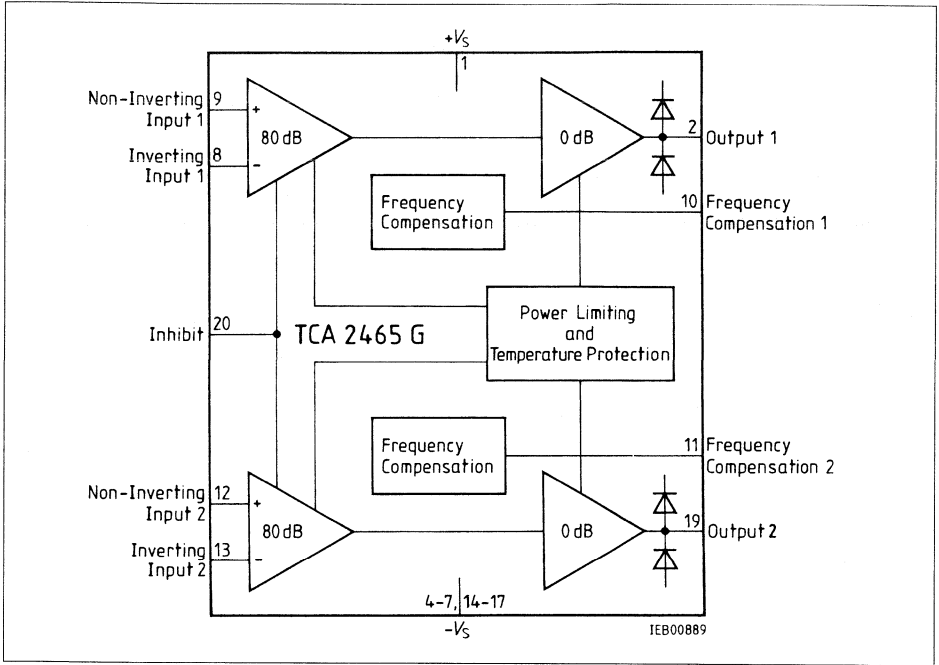 +VS
1
Non-Inverting 9
Input 1
+
80 dB
0 dB
2 Output 1
Inverting 8
Input 1
−
Frequency
Compensation
10 Frequency
Compensation 1
Power Limiting
and
Temperature Protection
Inhibit 20
TCA 2465 G
Frequency
Compensation
11 Frequency
Compensation 2
Non-Inverting 12
Input 2
+
80 dB
0 dB
19 Output 2
Inverting 13
Input 2
−
4-7, 14-17
-VS
IEB00889